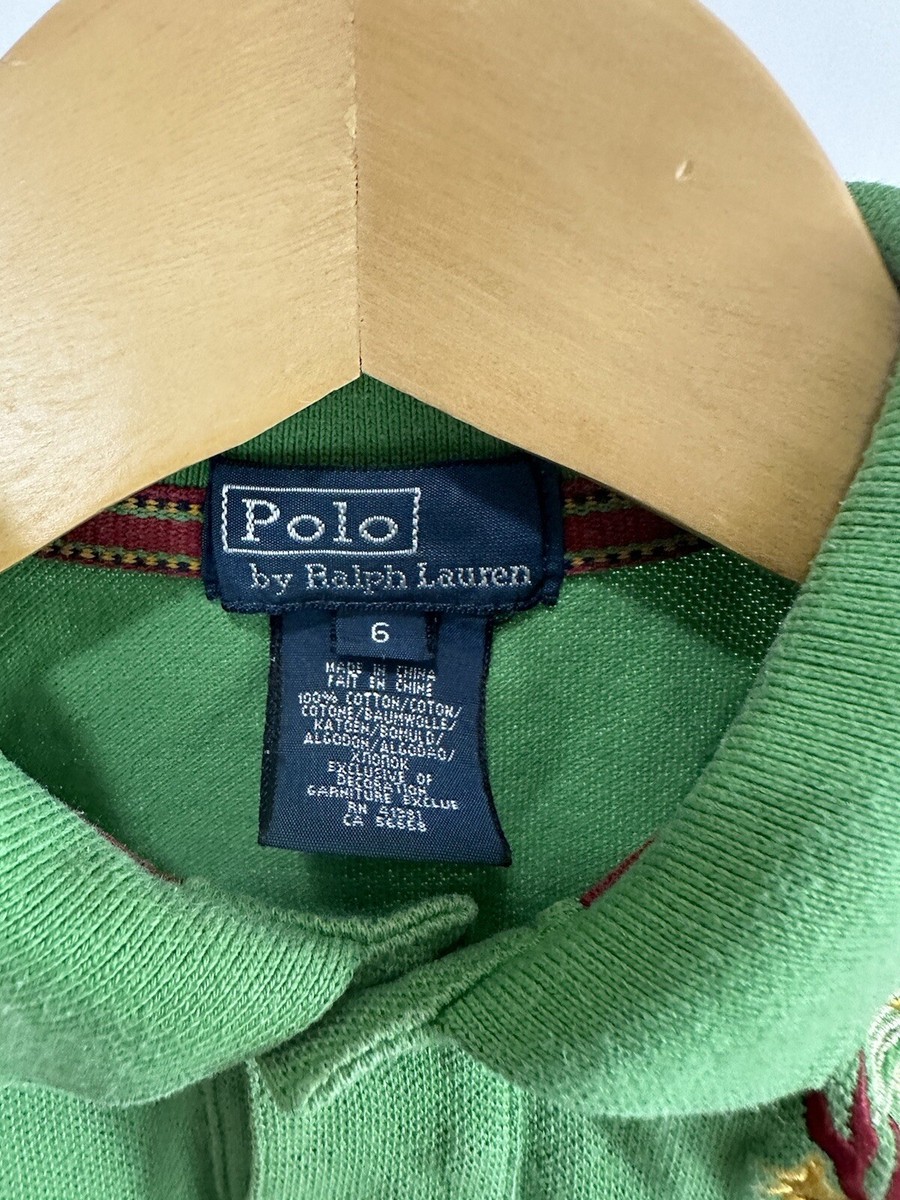 Polo
by Ralph Lauren
6
MADE IN CHINA
FAIT EN CHINE
100% COTTON/COTON/
COTONE/BAUMWOLLE/
KATOEN/BOMULD/
ALGODON/ALGODAO/
ХЛОПОК
EXCLUSIVE OF
DECORATION
GARNITURE EXCLUE
RN 41381
CA 56558